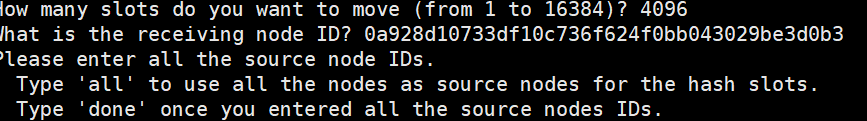 How many slots do you want to move (from 1 to 16384)? 4096
What is the receiving node ID? 0a928d10733df10c736f624f0bb043029be3d0b3
Please enter all the source node IDs.
  Type 'all' to use all the nodes as source nodes for the hash slots.
  Type 'done' once you entered all the source nodes IDs.